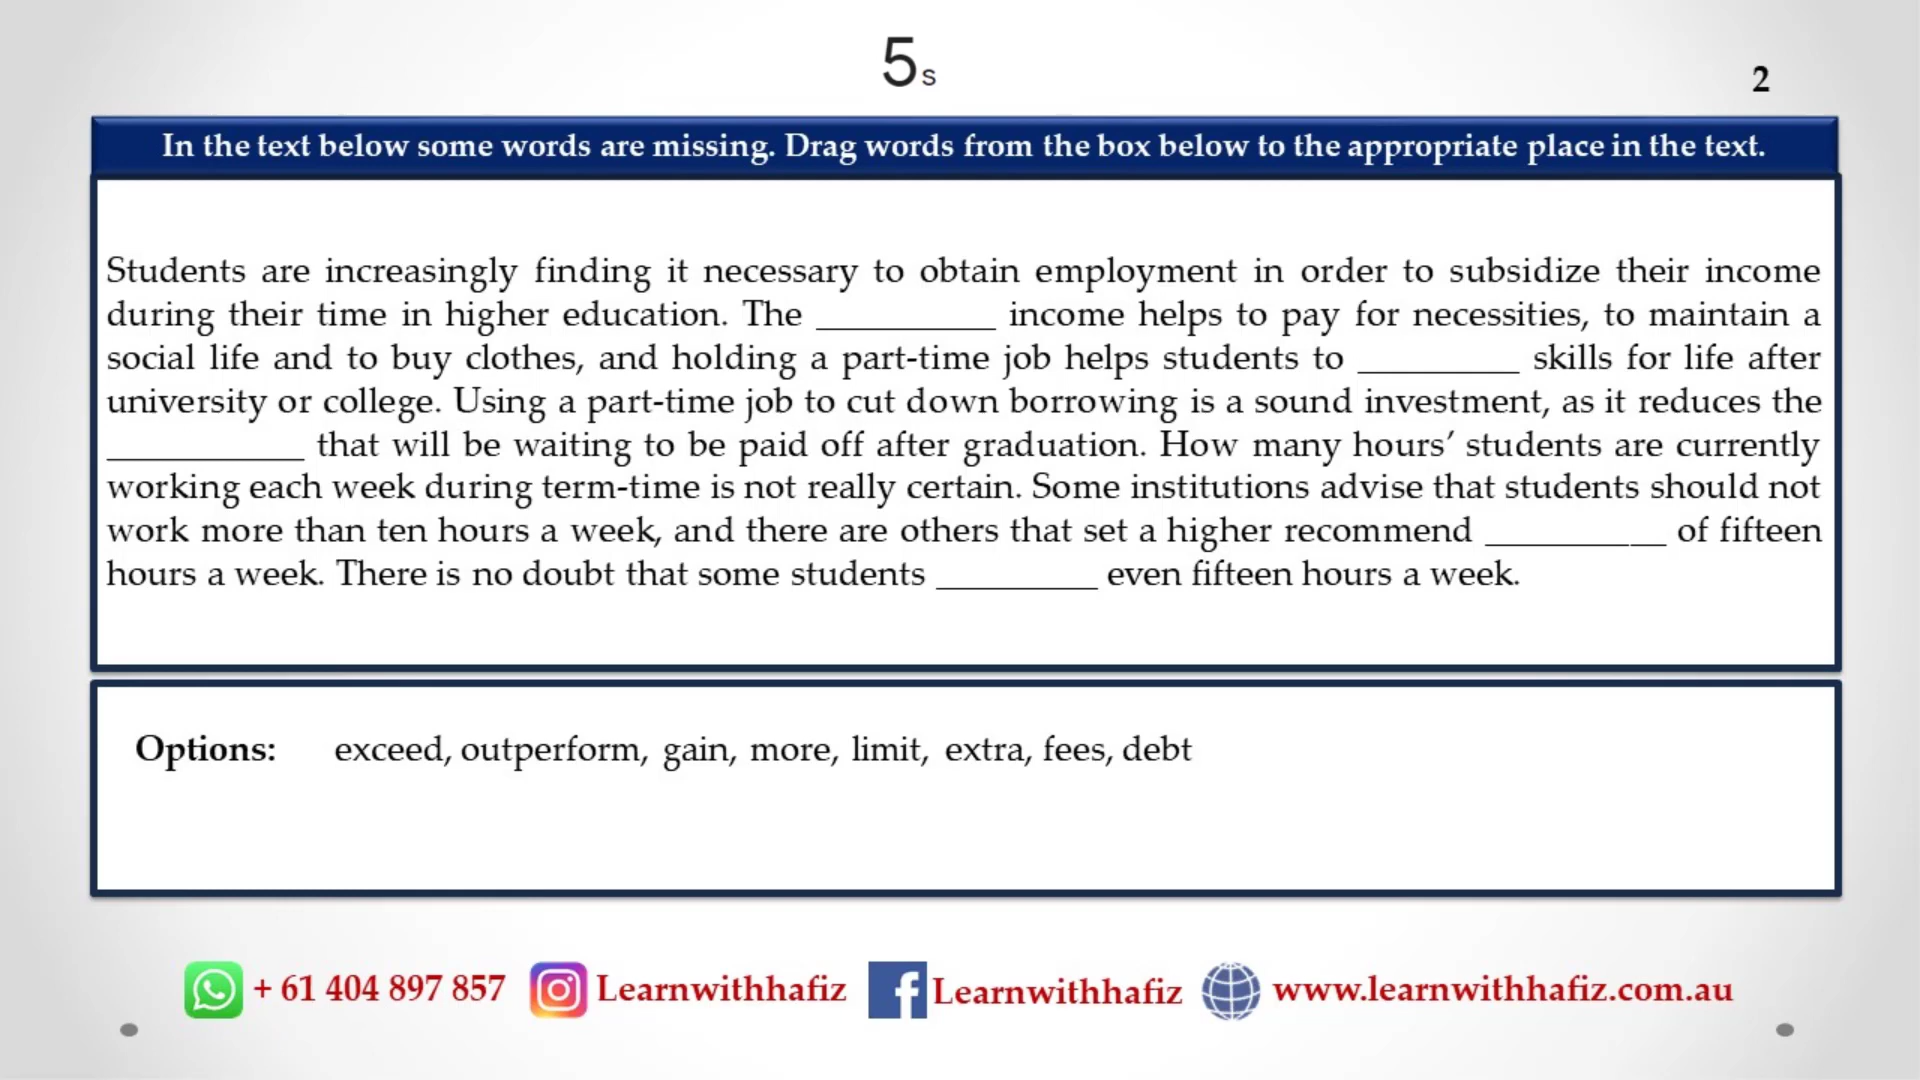 5s
2
In the text below some words are missing. Drag words from the box below to the appropriate place in the text.
Students are increasingly finding it necessary to obtain employment in order to subsidize their income
during their time in higher education. The __________ income helps to pay for necessities, to maintain a
social life and to buy clothes, and holding a part-time job helps students to _________ skills for life after
university or college. Using a part-time job to cut down borrowing is a sound investment, as it reduces the
___________ that will be waiting to be paid off after graduation. How many hours’ students are currently
working each week during term-time is not really certain. Some institutions advise that students should not
work more than ten hours a week, and there are others that set a higher recommend __________ of fifteen
hours a week. There is no doubt that some students _________ even fifteen hours a week.
Options: exceed, outperform, gain, more, limit, extra, fees, debt
+ 61 404 897 857 Learnwithhafiz Learnwithhafiz www.learnwithhafiz.com.au